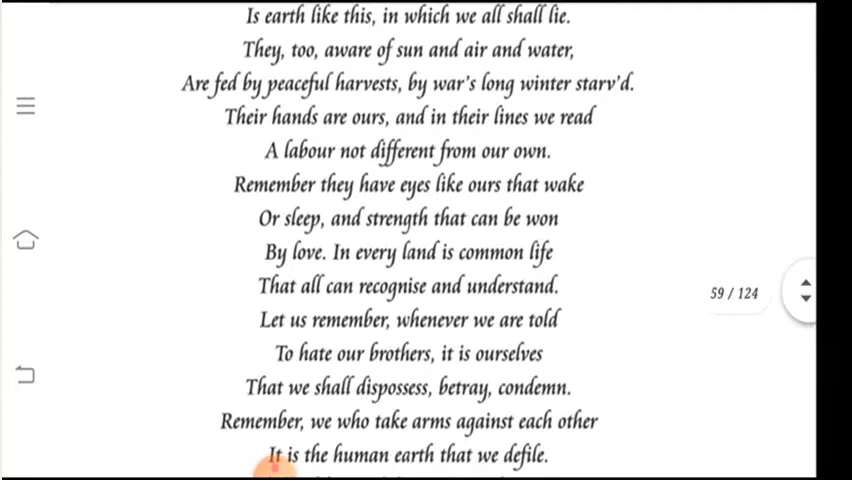 Is earth like this, in which we all shall lie.
They, too, aware of sun and air and water,
Are fed by peaceful harvests, by war's long winter starv'd.
Their hands are ours, and in their lines we read
A labour not different from our own.
Remember they have eyes like ours that wake
Or sleep, and strength that can be won
By love. In every land is common life
That all can recognise and understand.
Let us remember, whenever we are told
To hate our brothers, it is ourselves
That we shall dispossess, betray, condemn.
Remember, we who take arms against each other
It is the human earth that we defile.
59 / 124